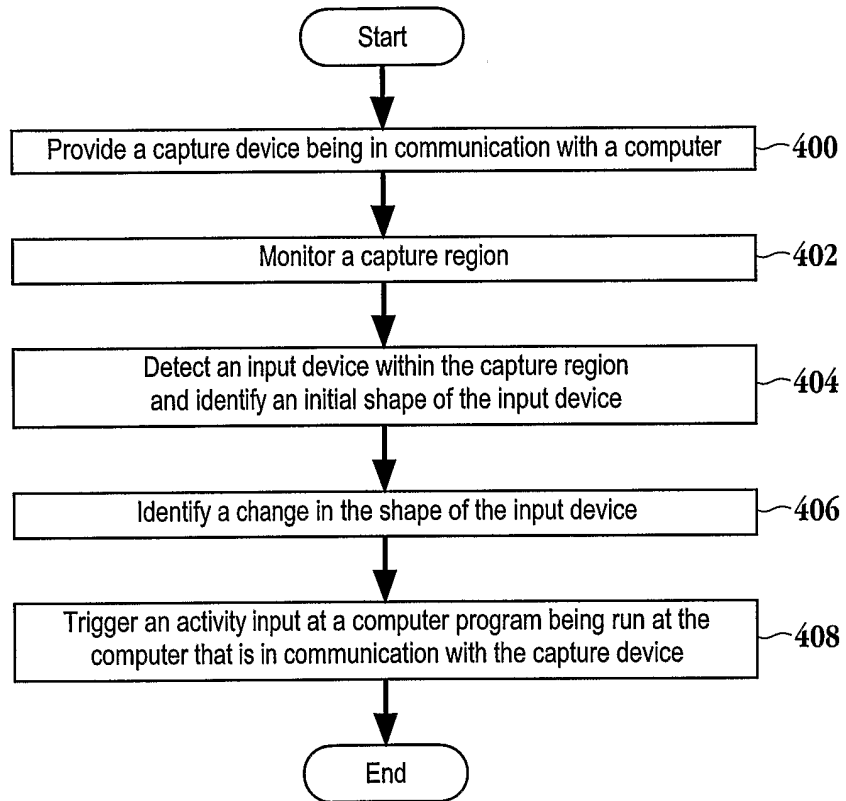 Start
Provide a capture device being in communication with a computer
400
Monitor a capture region
402
Detect an input device within the capture region
and identify an initial shape of the input device
404
Identify a change in the shape of the input device
406
Trigger an activity input at a computer program being run at the
computer that is in communication with the capture device
408
End